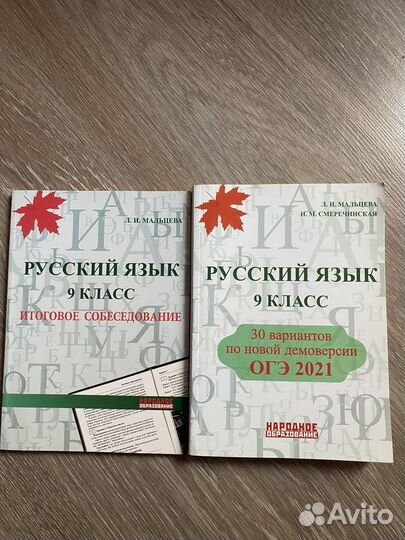 Л. И. МАЛЬЦЕВА
РУССКИЙ ЯЗЫК
9 КЛАСС
ИТОГОВОЕ СОБЕСЕДОВАНИЕ
НАРОДНОЕ
ОБРАЗОВАНИЕ
Л. И. МАЛЬЦЕВА
Н. М. СМЕРЕЧИНСКАЯ
РУССКИЙ ЯЗЫК
9 КЛАСС
30 вариантов
по новой демоверсии
ОГЭ 2021
НАРОДНОЕ
ОБРАЗОВАНИЕ
Avito